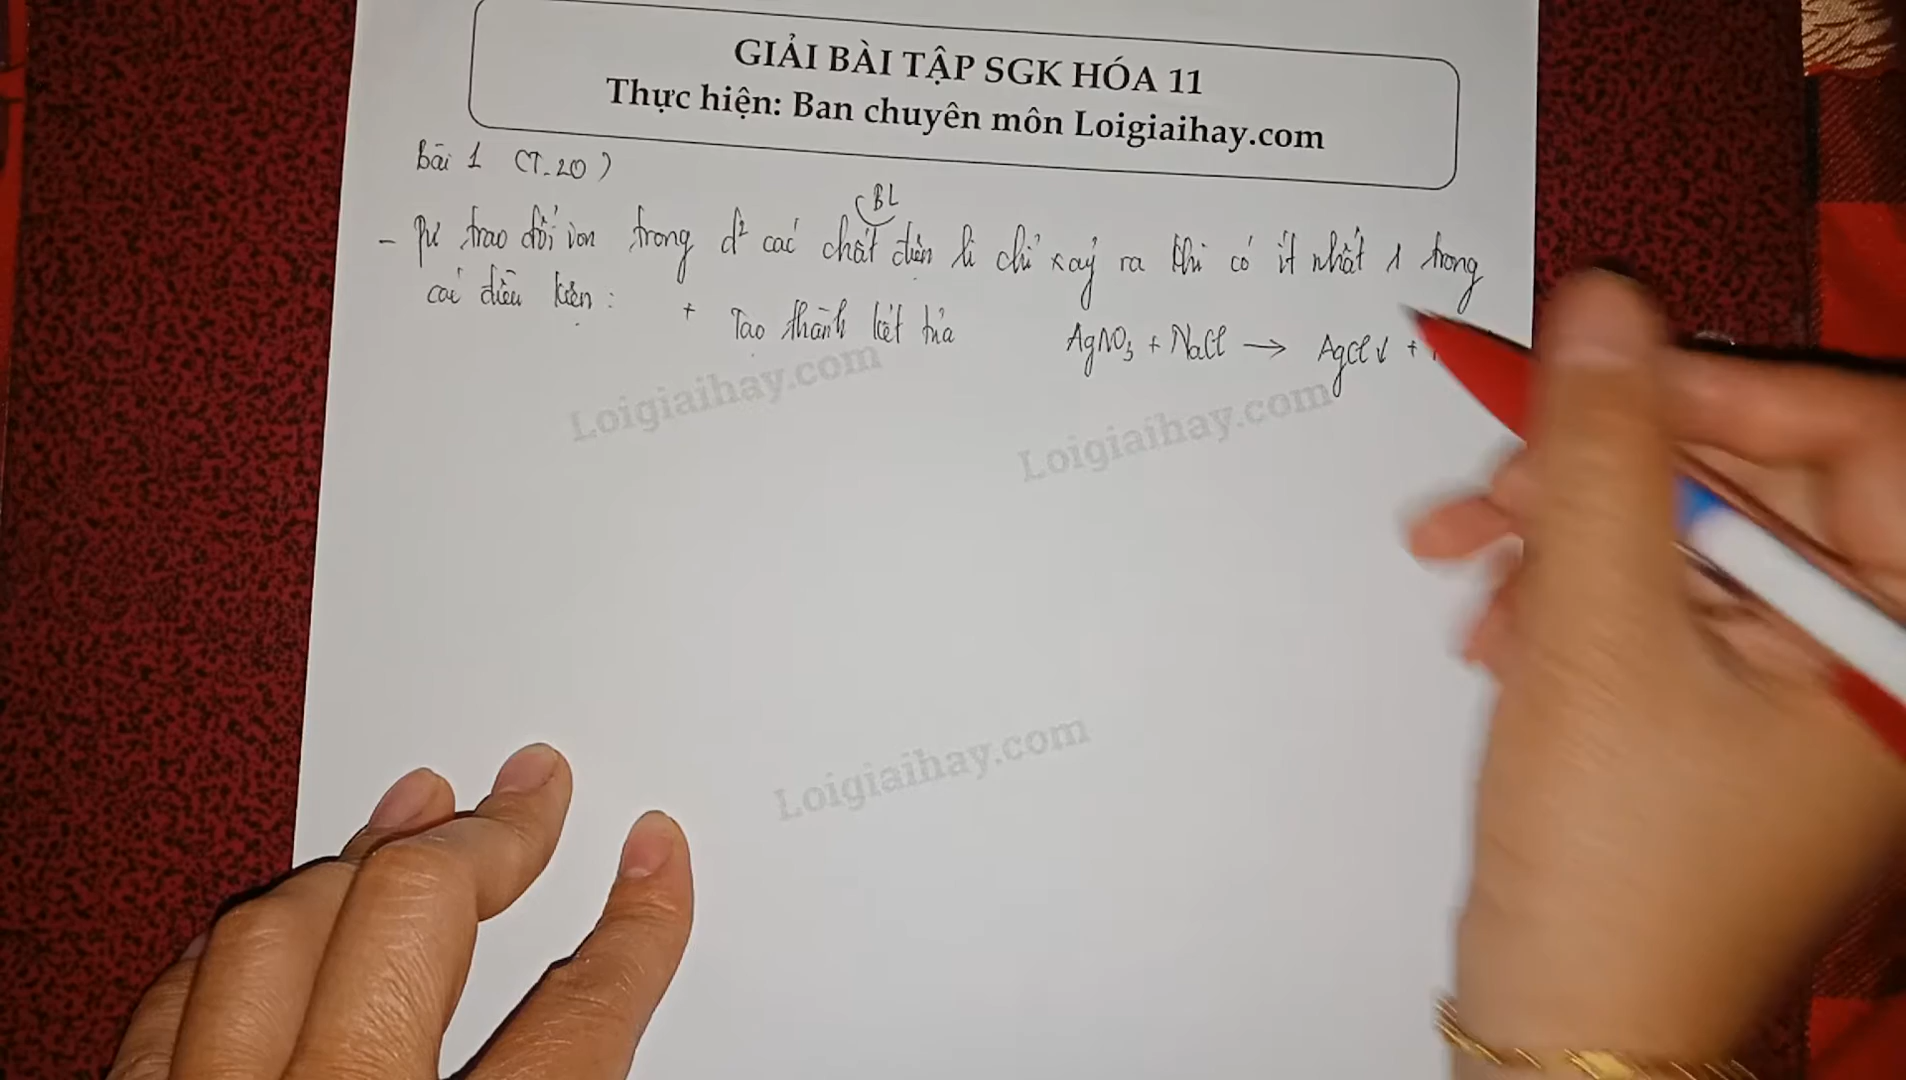 GIẢI BÀI TẬP SGK HÓA 11
Thực hiện: Ban chuyên môn Loigiaihay.com
Bài 1 (T.20)
BL
- Pư trao đổi ion trong d² các chất điện li chỉ xảy ra khi có ít nhất 1 trong
các điều kiện: + Tạo thành kết tủa AgNO₃ + NaCl → AgCl↓ +
Loigiaihay.com
Loigiaihay.com
Loigiaihay.com